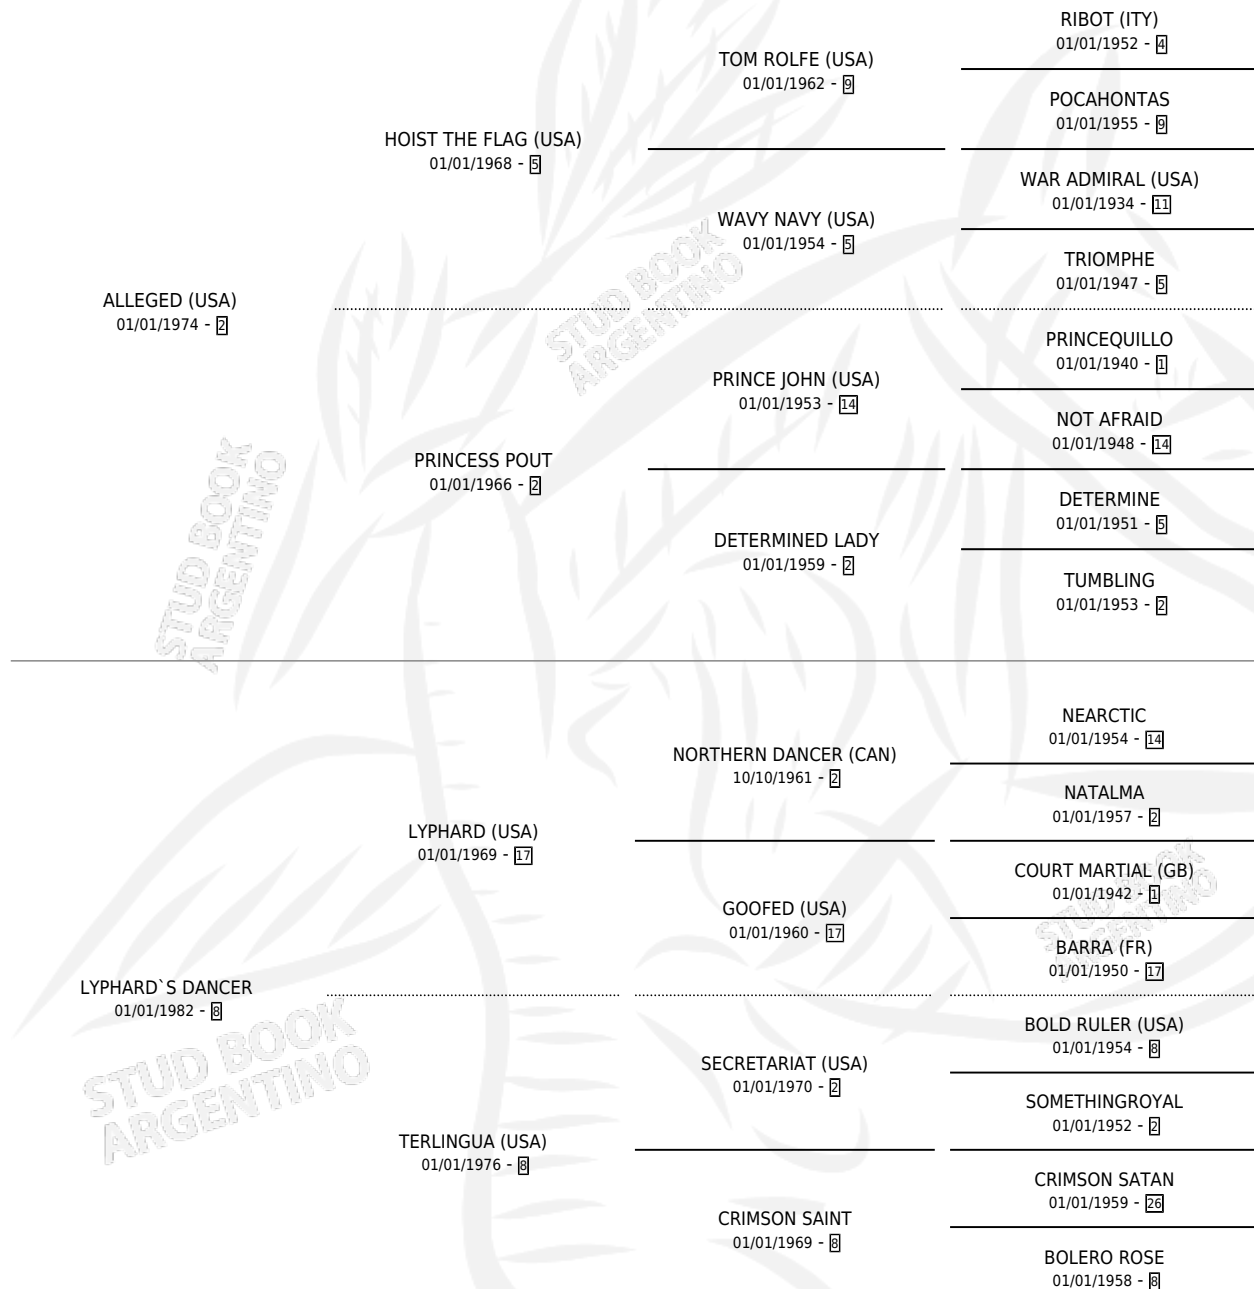 ALLEGED (USA)
01/01/1974 - 2
HOIST THE FLAG (USA)
01/01/1968 - 5
TOM ROLFE (USA)
01/01/1962 - 9
RIBOT (ITY)
01/01/1952 - 4
POCAHONTAS
01/01/1955 - 9
WAVY NAVY (USA)
01/01/1954 - 5
WAR ADMIRAL (USA)
01/01/1934 - 11
TRIOMPHE
01/01/1947 - 5
PRINCESS POUT
01/01/1966 - 2
PRINCE JOHN (USA)
01/01/1953 - 14
PRINCEQUILLO
01/01/1940 - 1
NOT AFRAID
01/01/1948 - 14
DETERMINED LADY
01/01/1959 - 2
DETERMINE
01/01/1951 - 5
TUMBLING
01/01/1953 - 2
LYPHARD`S DANCER
01/01/1982 - 8
LYPHARD (USA)
01/01/1969 - 17
NORTHERN DANCER (CAN)
10/10/1961 - 2
NEARCTIC
01/01/1954 - 14
NATALMA
01/01/1957 - 2
GOOFED (USA)
01/01/1960 - 17
COURT MARTIAL (GB)
01/01/1942 - 1
BARRA (FR)
01/01/1950 - 17
TERLINGUA (USA)
01/01/1976 - 8
SECRETARIAT (USA)
01/01/1970 - 2
BOLD RULER (USA)
01/01/1954 - 8
SOMETHINGROYAL
01/01/1952 - 2
CRIMSON SAINT
01/01/1969 - 8
CRIMSON SATAN
01/01/1959 - 26
BOLERO ROSE
01/01/1958 - 8
STUD BOOK
ARGENTINO
STUD BOOK
ARGENTINO
STUD BOOK
ARGENTINO
STUD BOOK
ARGENTINO